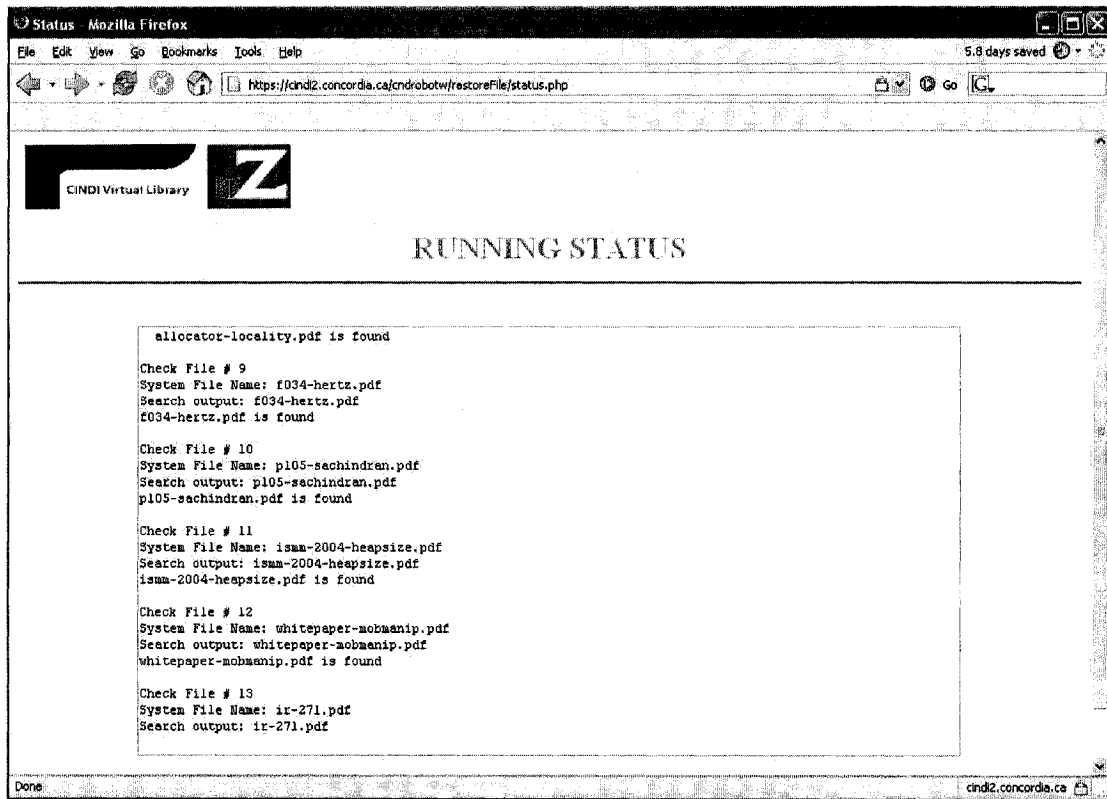 Status - Mozilla Firefox
File Edit View Go Bookmarks Tools Help
5.8 days saved
https://cindi2.concordia.ca/cndrobotw/restoreFile/status.php
Go
G
CINDI Virtual Library
Z
RUNNING STATUS
allocator-locality.pdf is found
Check File # 9
System File Name: f034-hertz.pdf
Search output: f034-hertz.pdf
f034-hertz.pdf is found
Check File # 10
System File Name: p105-sachindran.pdf
Search output: p105-sachindran.pdf
p105-sachindran.pdf is found
Check File # 11
System File Name: ismm-2004-heapsize.pdf
Search output: ismm-2004-heapsize.pdf
ismm-2004-heapsize.pdf is found
Check File # 12
System File Name: whitepaper-mobmanip.pdf
Search output: whitepaper-mobmanip.pdf
whitepaper-mobmanip.pdf is found
Check File # 13
System File Name: ir-271.pdf
Search output: ir-271.pdf
Done
cindi2.concordia.ca